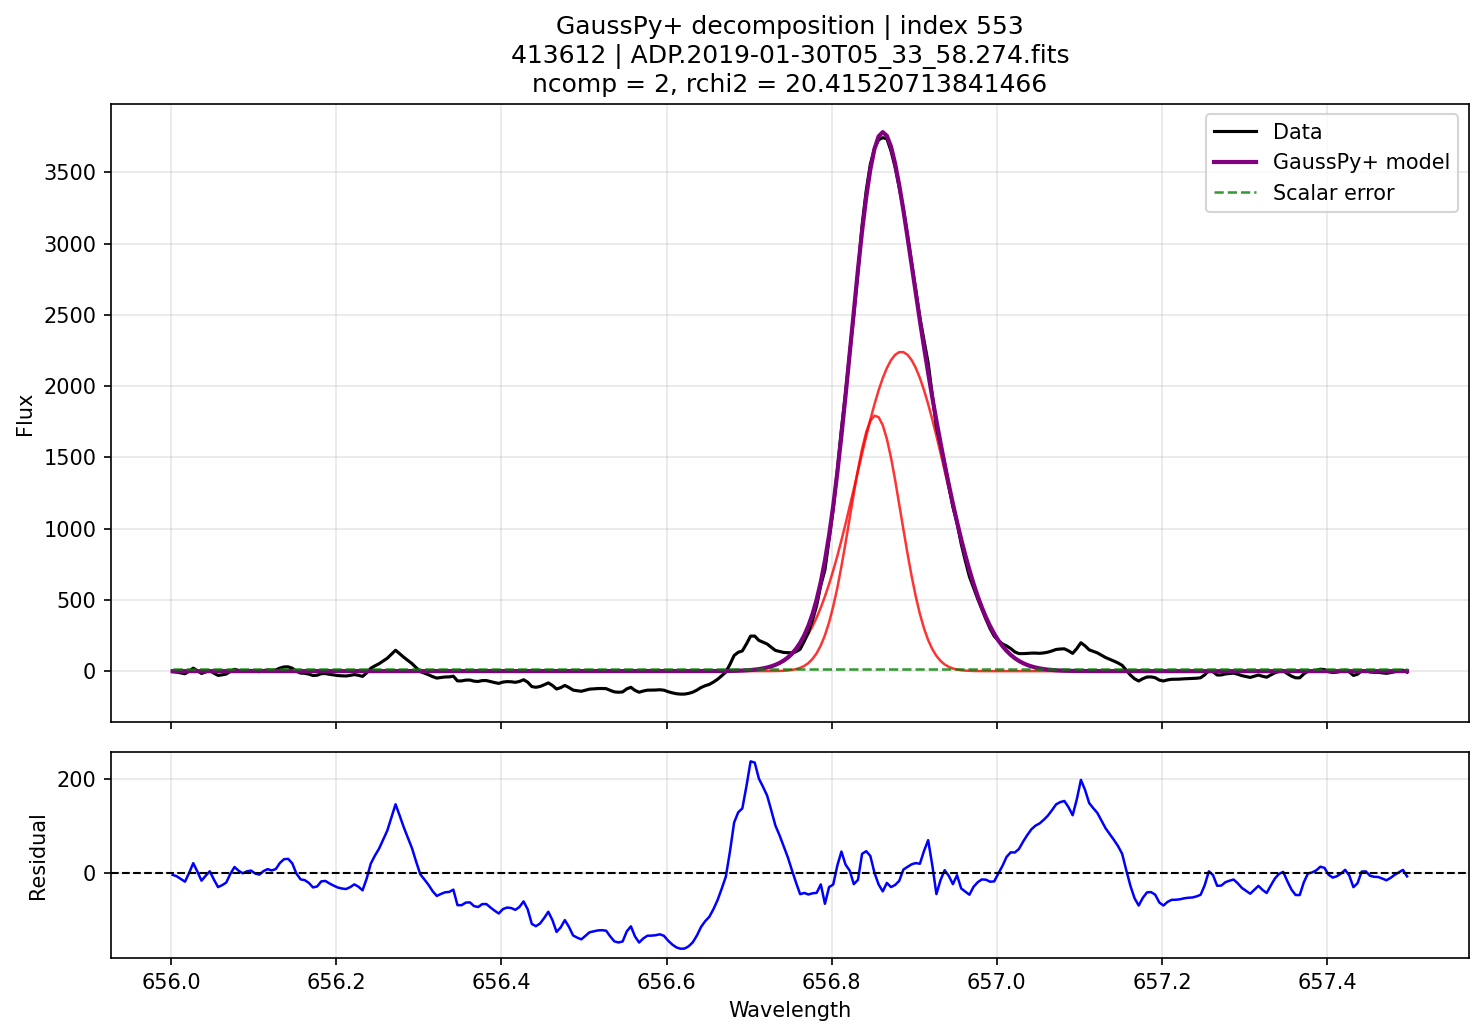 GaussPy+ decomposition | index 553
413612 | ADP.2019-01-30T05_33_58.274.fits
ncomp = 2, rchi2 = 20.41520713841466
Data
GaussPy+ model
Scalar error
Flux
3500
3000
2500
2000
1500
1000
500
0
Residual
200
0
656.0 656.2 656.4 656.6 656.8 657.0 657.2 657.4
Wavelength